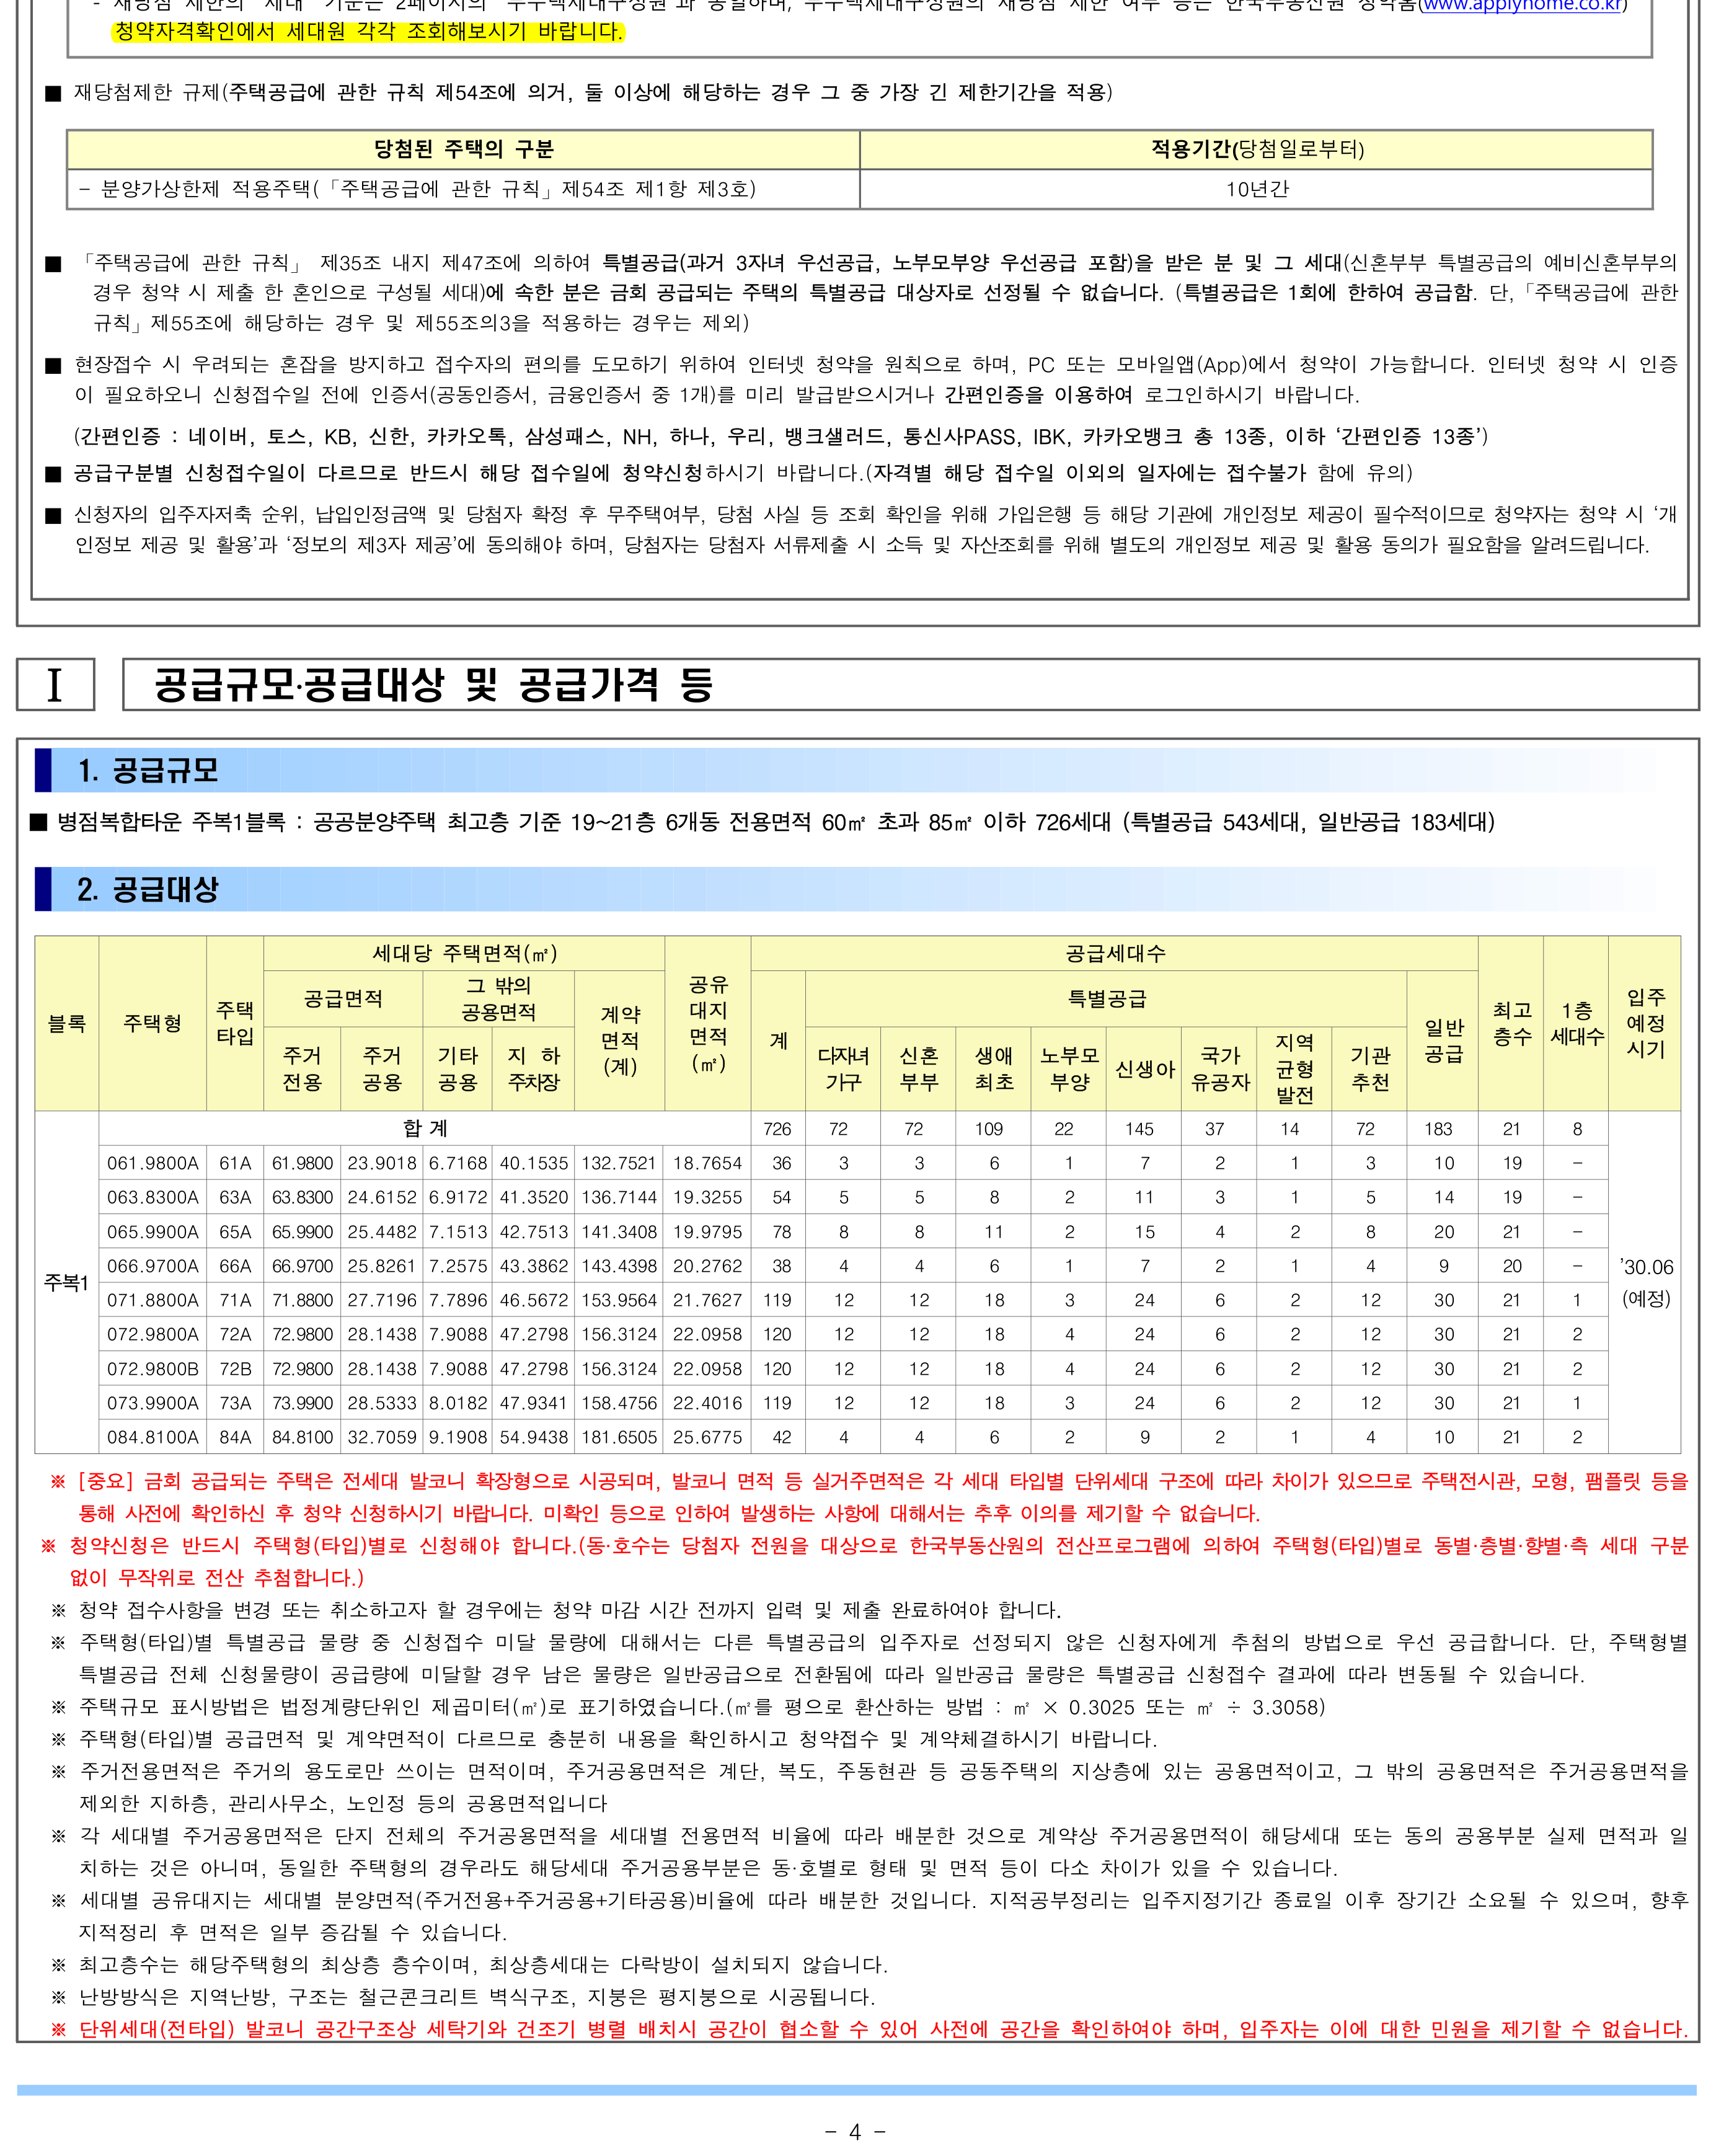 - 재당첨 제한의 "세대" 기준은 2페이지의 '무주택세대구성원'과 동일하며, 무주택세대구성원의 재당첨 제한 여부 등은 한국부동산원 청약홈(www.applyhome.co.kr)
청약자격확인에서 세대원 각각 조회해보시기 바랍니다.
■ 재당첨제한 규제(주택공급에 관한 규칙 제54조에 의거, 둘 이상에 해당하는 경우 그 중 가장 긴 제한기간을 적용)
당첨된 주택의 구분 적용기간(당첨일로부터)
- 분양가상한제 적용주택(「주택공급에 관한 규칙」제54조 제1항 제3호) 10년간
■ 「주택공급에 관한 규칙」 제35조 내지 제47조에 의하여 특별공급(과거 3자녀 우선공급, 노부모부양 우선공급 포함)을 받은 분 및 그 세대(신혼부부 특별공급의 예비신혼부부의
경우 청약 시 제출 한 혼인으로 구성될 세대)에 속한 분은 금회 공급되는 주택의 특별공급 대상자로 선정될 수 없습니다. (특별공급은 1회에 한하여 공급함. 단,「주택공급에 관한
규칙」제55조에 해당하는 경우 및 제55조의3을 적용하는 경우는 제외)
■ 현장접수 시 우려되는 혼잡을 방지하고 접수자의 편의를 도모하기 위하여 인터넷 청약을 원칙으로 하며, PC 또는 모바일앱(App)에서 청약이 가능합니다. 인터넷 청약 시 인증
이 필요하오니 신청접수일 전에 인증서(공동인증서, 금융인증서 중 1개)를 미리 발급받으시거나 간편인증을 이용하여 로그인하시기 바랍니다.
(간편인증 : 네이버, 토스, KB, 신한, 카카오톡, 삼성패스, NH, 하나, 우리, 뱅크샐러드, 통신사PASS, IBK, 카카오뱅크 총 13종, 이하 ‘간편인증 13종’)
■ 공급구분별 신청접수일이 다르므로 반드시 해당 접수일에 청약신청하시기 바랍니다.(자격별 해당 접수일 이외의 일자에는 접수불가 함에 유의)
■ 신청자의 입주자저축 순위, 납입인정금액 및 당첨자 확정 후 무주택여부, 당첨 사실 등 조회 확인을 위해 가입은행 등 해당 기관에 개인정보 제공이 필수적이므로 청약자는 청약 시 ‘개
인정보 제공 및 활용’과 ‘정보의 제3자 제공’에 동의해야 하며, 당첨자는 당첨자 서류제출 시 소득 및 자산조회를 위해 별도의 개인정보 제공 및 활용 동의가 필요함을 알려드립니다.
Ⅰ 공급규모·공급대상 및 공급가격 등
1. 공급규모
■ 병점복합타운 주복1블록 : 공공분양주택 최고층 기준 19~21층 6개동 전용면적 60㎡ 초과 85㎡ 이하 726세대 (특별공급 543세대, 일반공급 183세대)
2. 공급대상
블록 주택형 주택타입 세대당 주택면적(㎡) 공유대지면적(㎡) 공급세대수 최고층수 1층세대수 입주예정시기
공급면적 그 밖의 공용면적 계약면적(계) 계 특별공급 일반공급
주거전용 주거공용 기타공용 지 하 주차장 다자녀가구 신혼부부 생애최초 노부모부양 신생아 국가유공자 지역균형발전 기관추천
주복1 합 계 726 72 72 109 22 145 37 14 72 183 21 8 ’30.06 (예정)
061.9800A 61A 61.9800 23.9018 6.7168 40.1535 132.7521 18.7654 36 3 3 6 1 7 2 1 3 10 19 -
063.8300A 63A 63.8300 24.6152 6.9172 41.3520 136.7144 19.3255 54 5 5 8 2 11 3 1 5 14 19 -
065.9900A 65A 65.9900 25.4482 7.1513 42.7513 141.3408 19.9795 78 8 8 11 2 15 4 2 8 20 21 -
066.9700A 66A 66.9700 25.8261 7.2575 43.3862 143.4398 20.2762 38 4 4 6 1 7 2 1 4 9 20 -
071.8800A 71A 71.8800 27.7196 7.7896 46.5672 153.9564 21.7627 119 12 12 18 3 24 6 2 12 30 21 1
072.9800A 72A 72.9800 28.1438 7.9088 47.2798 156.3124 22.0958 120 12 12 18 4 24 6 2 12 30 21 2
072.9800B 72B 72.9800 28.1438 7.9088 47.2798 156.3124 22.0958 120 12 12 18 4 24 6 2 12 30 21 2
073.9900A 73A 73.9900 28.5333 8.0182 47.9341 158.4756 22.4016 119 12 12 18 3 24 6 2 12 30 21 1
084.8100A 84A 84.8100 32.7059 9.1908 54.9438 181.6505 25.6775 42 4 4 6 2 9 2 1 4 10 21 2
※ [중요] 금회 공급되는 주택은 전세대 발코니 확장형으로 시공되며, 발코니 면적 등 실거주면적은 각 세대 타입별 단위세대 구조에 따라 차이가 있으므로 주택전시관, 모형, 팸플릿 등을
통해 사전에 확인하신 후 청약 신청하시기 바랍니다. 미확인 등으로 인하여 발생하는 사항에 대해서는 추후 이의를 제기할 수 없습니다.
※ 청약신청은 반드시 주택형(타입)별로 신청해야 합니다.(동·호수는 당첨자 전원을 대상으로 한국부동산원의 전산프로그램에 의하여 주택형(타입)별로 동별·층별·향별·측 세대 구분
없이 무작위로 전산 추첨합니다.)
※ 청약 접수사항을 변경 또는 취소하고자 할 경우에는 청약 마감 시간 전까지 입력 및 제출 완료하여야 합니다.
※ 주택형(타입)별 특별공급 물량 중 신청접수 미달 물량에 대해서는 다른 특별공급의 입주자로 선정되지 않은 신청자에게 추첨의 방법으로 우선 공급합니다. 단, 주택형별
특별공급 전체 신청물량이 공급량에 미달할 경우 남은 물량은 일반공급으로 전환됨에 따라 일반공급 물량은 특별공급 신청접수 결과에 따라 변동될 수 있습니다.
※ 주택규모 표시방법은 법정계량단위인 제곱미터(㎡)로 표기하였습니다.(㎡를 평으로 환산하는 방법 : ㎡ × 0.3025 또는 ㎡ ÷ 3.3058)
※ 주택형(타입)별 공급면적 및 계약면적이 다르므로 충분히 내용을 확인하시고 청약접수 및 계약체결하시기 바랍니다.
※ 주거전용면적은 주거의 용도로만 쓰이는 면적이며, 주거공용면적은 계단, 복도, 주동현관 등 공동주택의 지상층에 있는 공용면적이고, 그 밖의 공용면적은 주거공용면적을
제외한 지하층, 관리사무소, 노인정 등의 공용면적입니다
※ 각 세대별 주거공용면적은 단지 전체의 주거공용면적을 세대별 전용면적 비율에 따라 배분한 것으로 계약상 주거공용면적이 해당세대 또는 동의 공용부분 실제 면적과 일
치하는 것은 아니며, 동일한 주택형의 경우라도 해당세대 주거공용부분은 동·호별로 형태 및 면적 등이 다소 차이가 있을 수 있습니다.
※ 세대별 공유대지는 세대별 분양면적(주거전용+주거공용+기타공용)비율에 따라 배분한 것입니다. 지적공부정리는 입주지정기간 종료일 이후 장기간 소요될 수 있으며, 향후
지적정리 후 면적은 일부 증감될 수 있습니다.
※ 최고층수는 해당주택형의 최상층 층수이며, 최상층세대는 다락방이 설치되지 않습니다.
※ 난방방식은 지역난방, 구조는 철근콘크리트 벽식구조, 지붕은 평지붕으로 시공됩니다.
※ 단위세대(전타입) 발코니 공간구조상 세탁기와 건조기 병렬 배치시 공간이 협소할 수 있어 사전에 공간을 확인하여야 하며, 입주자는 이에 대한 민원을 제기할 수 없습니다.
- 4 -